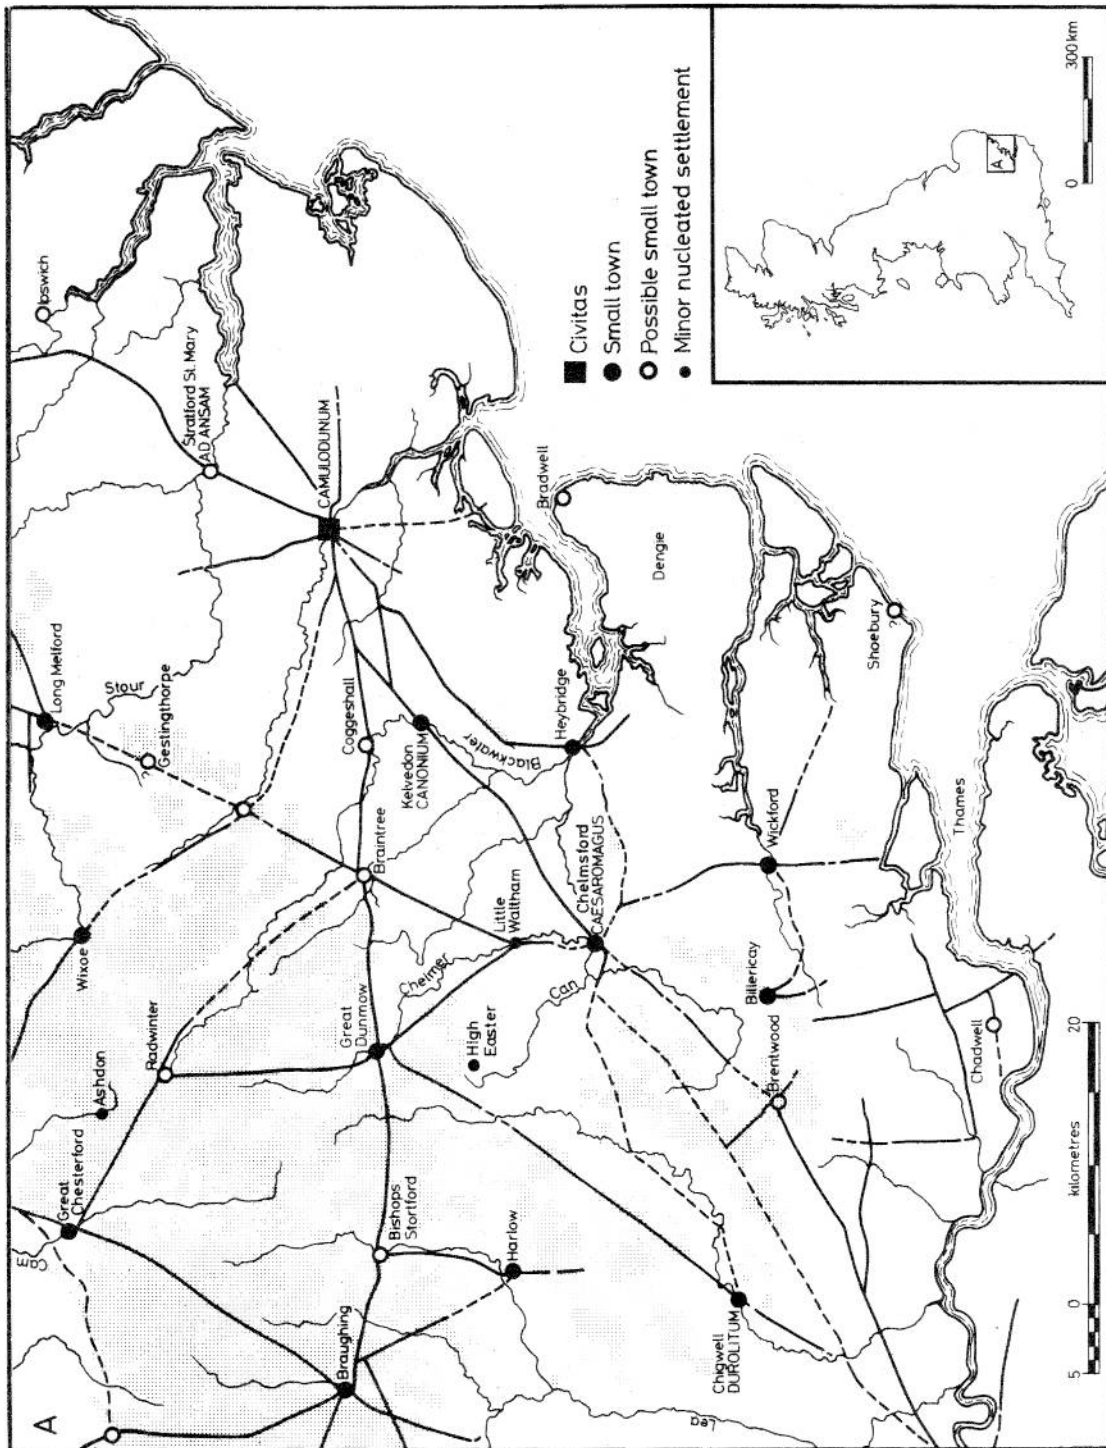 A
Cam
Great
Chesterford
Ashdon
Radwinter
Wixoe
Long Melford
Stour
Gestingthorpe
Ipswich
Stratford St. Mary
AD ANSAM
CAMULODUNUM
Braughing
Bishops
Stortford
Great
Dunmow
Braintree
Coggeshall
Kelvedon
CANONIUM
Blackwater
Harlow
High
Easter
Chelmer
Little
Waltham
Can
Chelmsford
CAESAROMAGUS
Heybridge
Bradwell
Dengie
Lea
Chigwell
DUROLITUM
Brentwood
Billericay
Wickford
Shoebury
Chadwell
Thames
Civitas
Small town
Possible small town
Minor nucleated settlement
5 0 20
kilometres
A
0 300 km